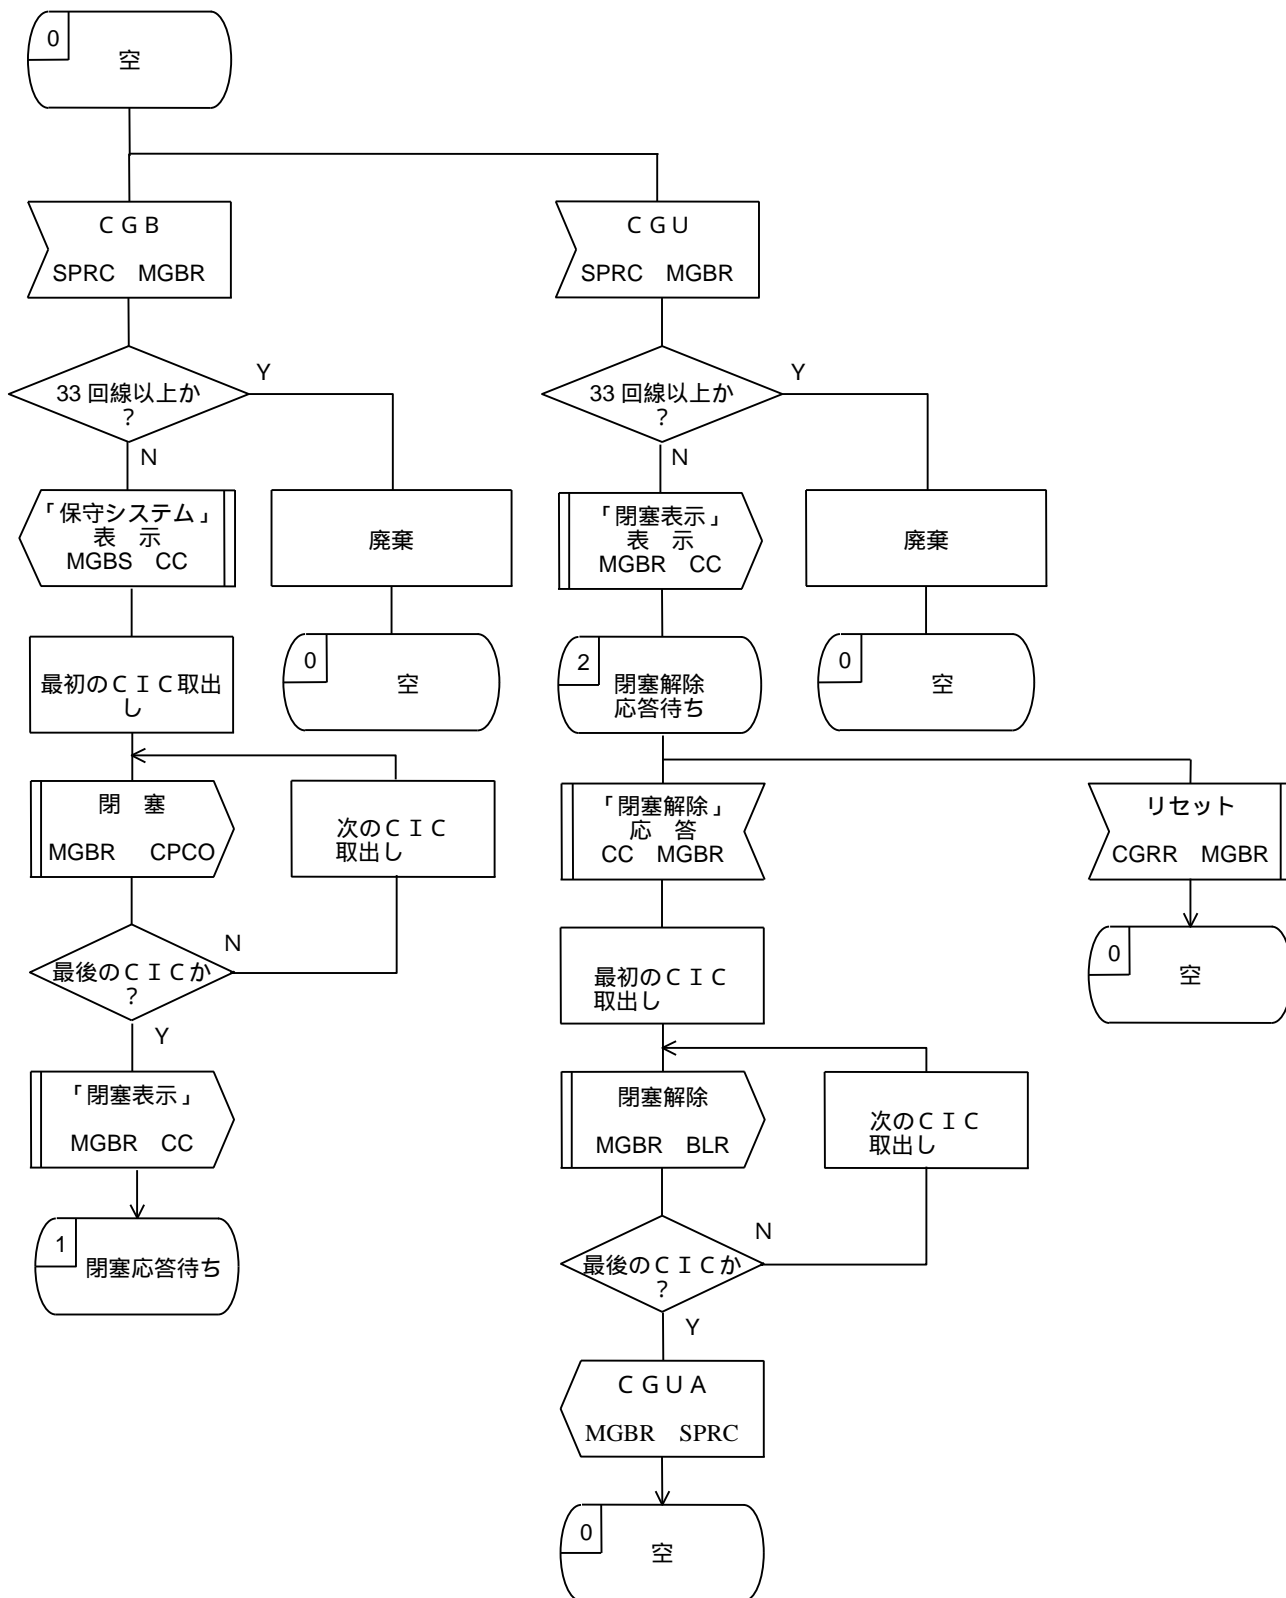 0
空
ＣＧＢ
SPRC MGBR
ＣＧＵ
SPRC MGBR
33 回線以上か
？
Y
N
33 回線以上か
？
Y
N
「保守システム」
表　示
MGBS CC
廃棄
「閉塞表示」
表　示
MGBR CC
廃棄
最初のＣＩＣ取出
し
0
空
2
閉塞解除
応答待ち
0
空
閉　塞
MGBR CPCO
次のＣＩＣ
取出し
「閉塞解除」
応　答
CC MGBR
リセット
CGRR MGBR
最後のＣＩＣか
？
N
Y
最初のＣＩＣ
取出し
0
空
「閉塞表示」
MGBR CC
閉塞解除
MGBR BLR
次のＣＩＣ
取出し
1
閉塞応答待ち
最後のＣＩＣか
？
N
Y
ＣＧＵＡ
MGBR SPRC
0
空